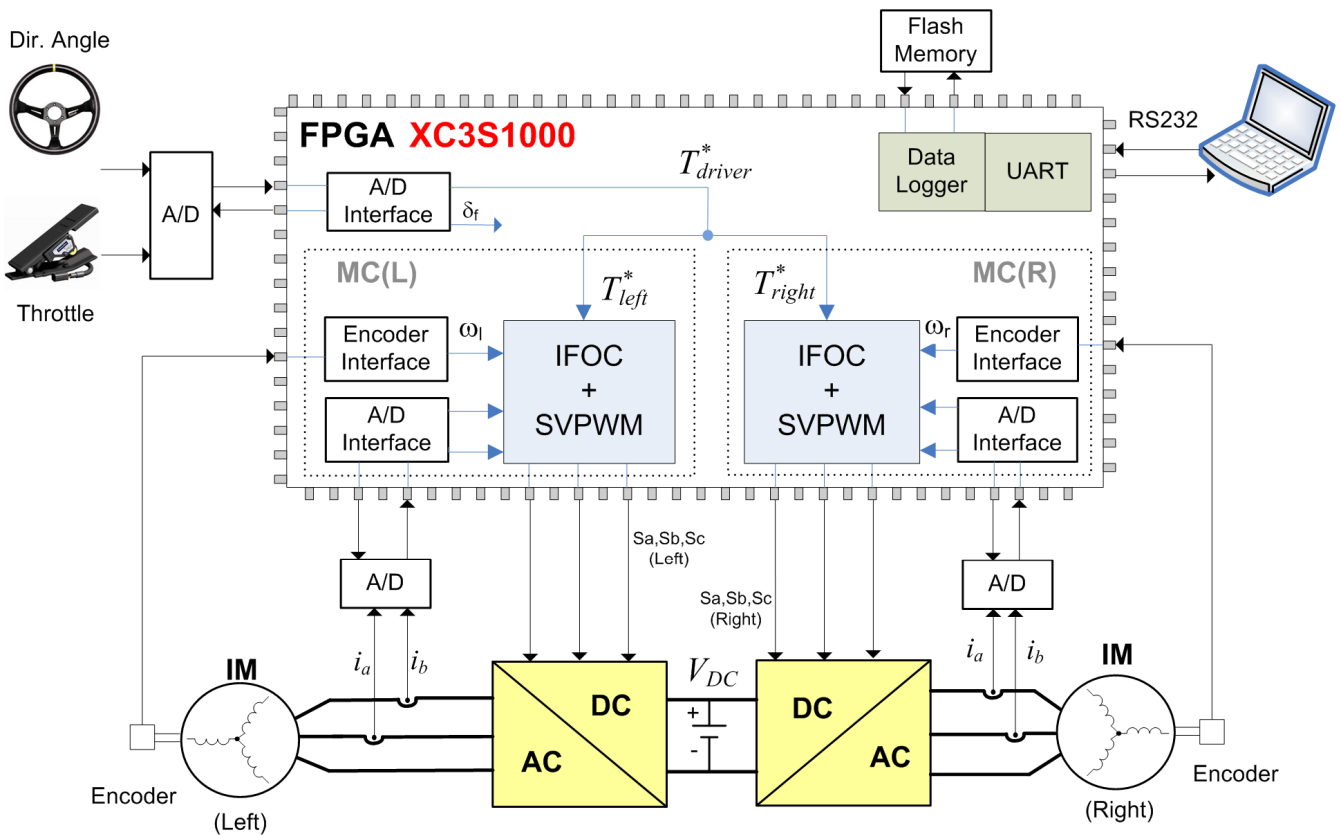 Dir. Angle
Flash
Memory
FPGA XC3S1000
RS232
T*driver
Data
Logger
UART
A/D
A/D
Interface
δf
Throttle
MC(L)
MC(R)
T*left
T*right
Encoder
Interface
ωl
IFOC
+
SVPWM
A/D
Interface
IFOC
+
SVPWM
ωr
Encoder
Interface
A/D
Interface
Sa,Sb,Sc
(Left)
Sa,Sb,Sc
(Right)
A/D
A/D
ia
ib
ia
ib
IM
IM
VDC
DC
AC
+
-
DC
AC
Encoder
(Left)
Encoder
(Right)